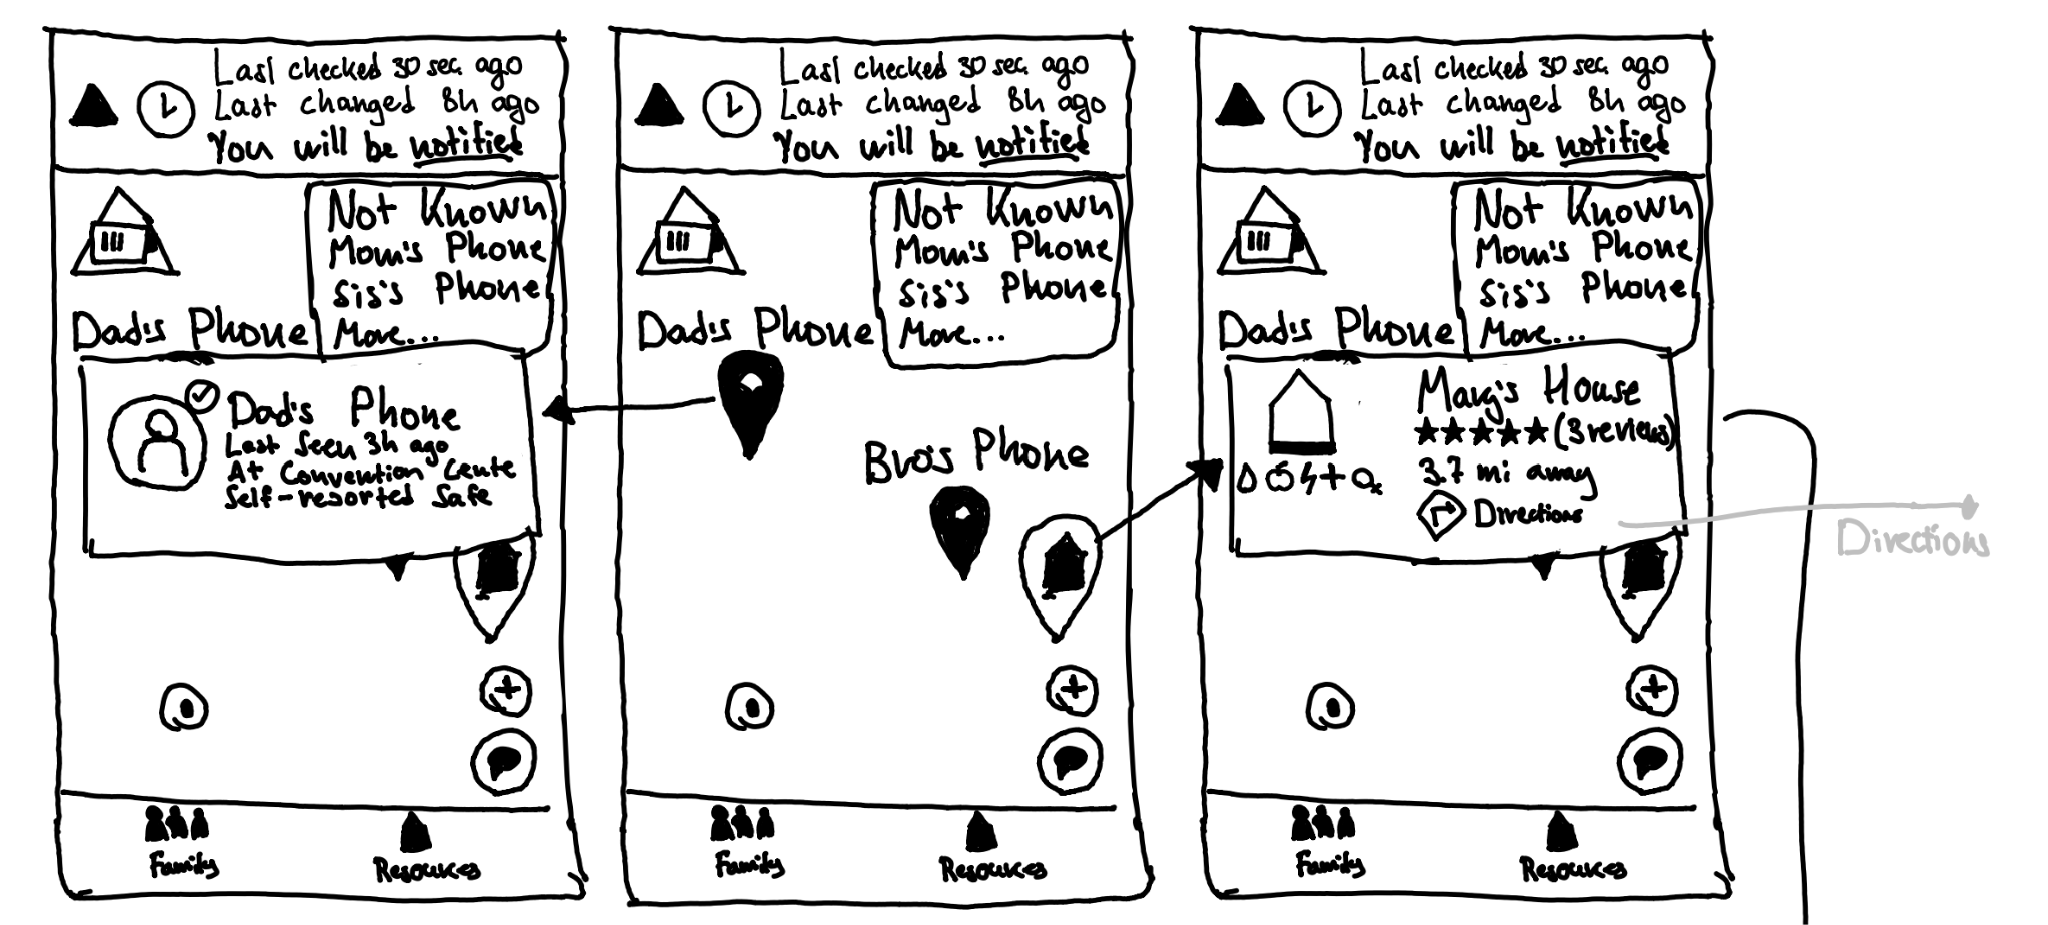 Last checked 30 sec. ago
Last changed 8h ago
You will be notified
Not Known
Mom's Phone
Sis's Phone
More...
Dad's Phone
Dad's Phone
Last seen 3h ago
At Convention Cente
Self-reported Safe
Family
Resources
Last checked 30 sec. ago
Last changed 8h ago
You will be notified
Not Known
Mom's Phone
Sis's Phone
More...
Dad's Phone
Bro's Phone
Family
Resources
Last checked 30 sec. ago
Last changed 8h ago
You will be notified
Not Known
Mom's Phone
Sis's Phone
More...
Dad's Phone
Marg's House
★★★★★ (3 reviews)
3.7 mi away
Directions
Family
Resources
Directions